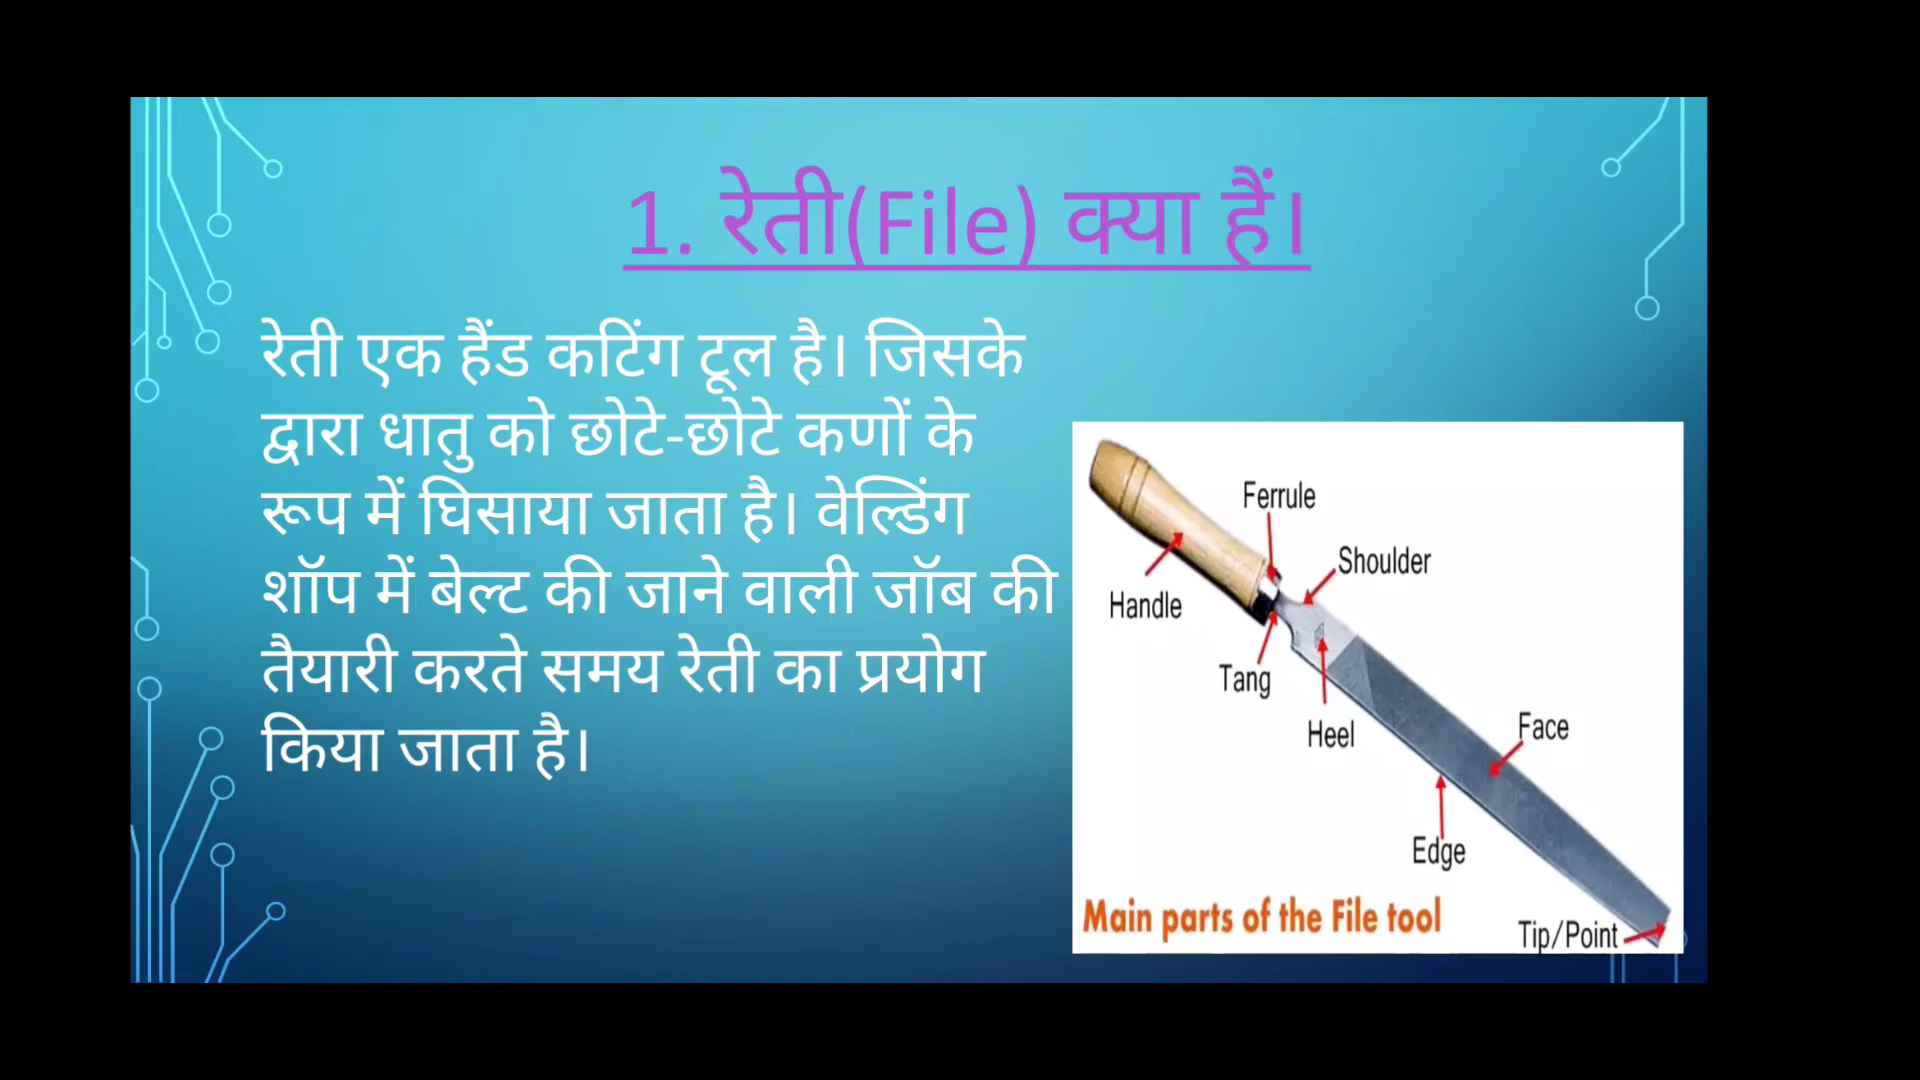 1. रेती(File) क्या हैं।
रेती एक हैंड कटिंग टूल है। जिसके
द्वारा धातु को छोटे-छोटे कणों के
रूप में घिसाया जाता है। वेल्डिंग
शॉप में बेल्ट की जाने वाली जॉब की
तैयारी करते समय रेती का प्रयोग
किया जाता है।
Ferrule
Shoulder
Handle
Tang
Heel
Face
Edge
Main parts of the File tool
Tip/Point